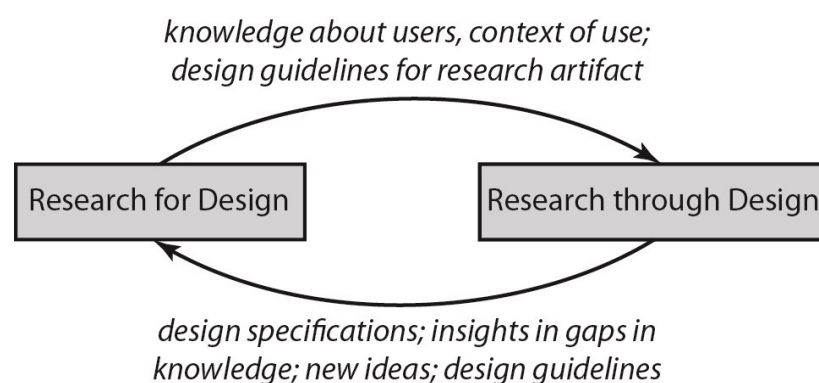 knowledge about users, context of use;
design guidelines for research artifact
Research for Design
Research through Design
design specifications; insights in gaps in
knowledge; new ideas; design guidelines